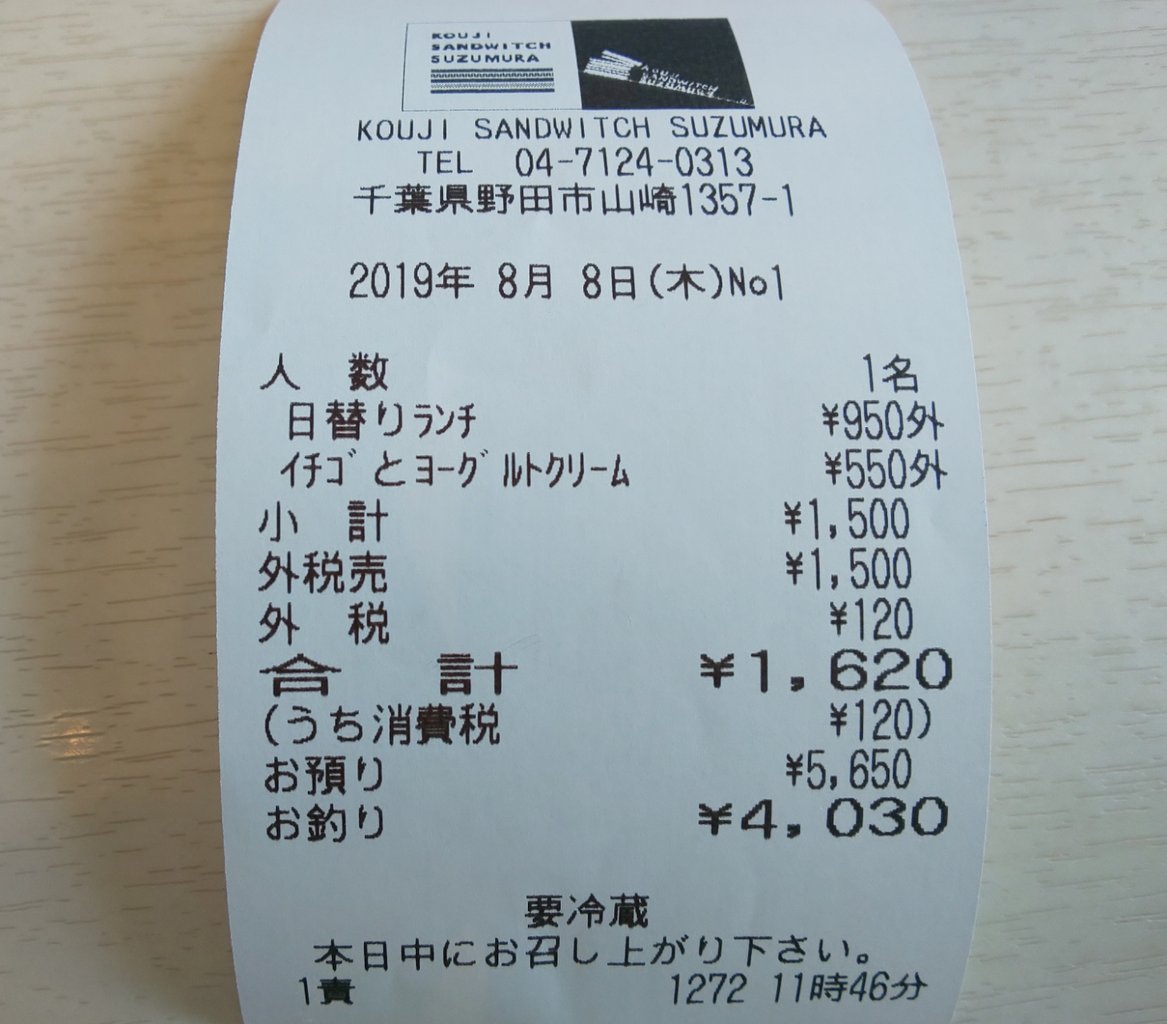 KOUJI
SANDWITCH
SUZUMURA
KOUJI
SANDWITCH
SUZUMURA
KOUJI SANDWITCH SUZUMURA
TEL 04-7124-0313
千葉県野田市山崎1357-1
2019年 8月 8日(木)No1
人 数 1名
日替りランチ ¥950外
イチゴとヨーグルトクリーム ¥550外
小 計 ¥1,500
外税売 ¥1,500
外 税 ¥120
合 計 ¥1,620
(うち消費税 ¥120)
お預り ¥5,650
お釣り ¥4,030
要冷蔵
本日中にお召し上がり下さい。
1責 1272 11時46分